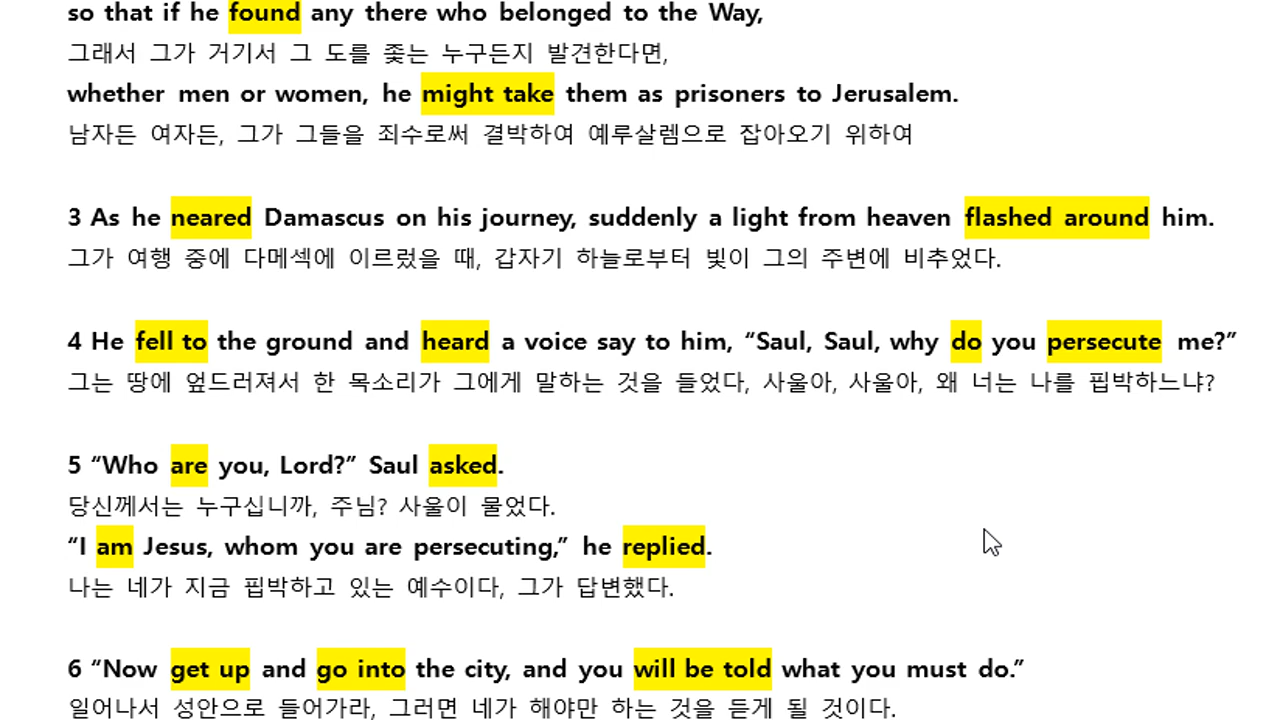 so that if he found any there who belonged to the Way,
그래서 그가 거기서 그 도를 좇는 누구든지 발견한다면,
whether men or women, he might take them as prisoners to Jerusalem.
남자든 여자든, 그가 그들을 죄수로써 결박하여 예루살렘으로 잡아오기 위하여
3 As he neared Damascus on his journey, suddenly a light from heaven flashed around him.
그가 여행 중에 다메섹에 이르렀을 때, 갑자기 하늘로부터 빛이 그의 주변에 비추었다.
4 He fell to the ground and heard a voice say to him, “Saul, Saul, why do you persecute me?”
그는 땅에 엎드러져서 한 목소리가 그에게 말하는 것을 들었다, 사울아, 사울아, 왜 너는 나를 핍박하느냐?
5 “Who are you, Lord?” Saul asked.
당신께서는 누구십니까, 주님? 사울이 물었다.
“I am Jesus, whom you are persecuting,” he replied.
나는 네가 지금 핍박하고 있는 예수이다, 그가 답변했다.
6 “Now get up and go into the city, and you will be told what you must do.”
일어나서 성안으로 들어가라, 그러면 네가 해야만 하는 것을 듣게 될 것이다.